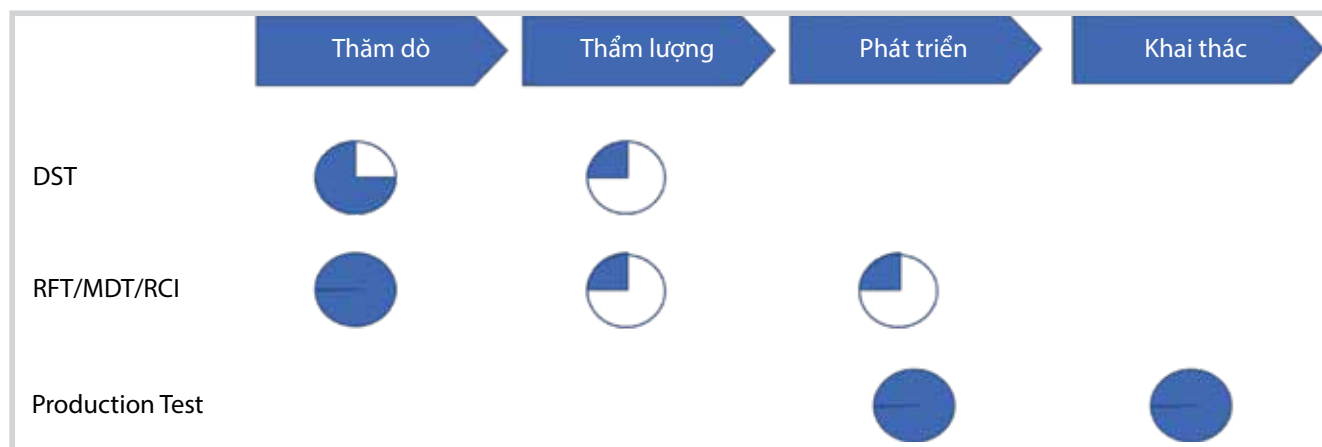 Thăm dò
Thẩm lượng
Phát triển
Khai thác
DST
RFT/MDT/RCI
Production Test